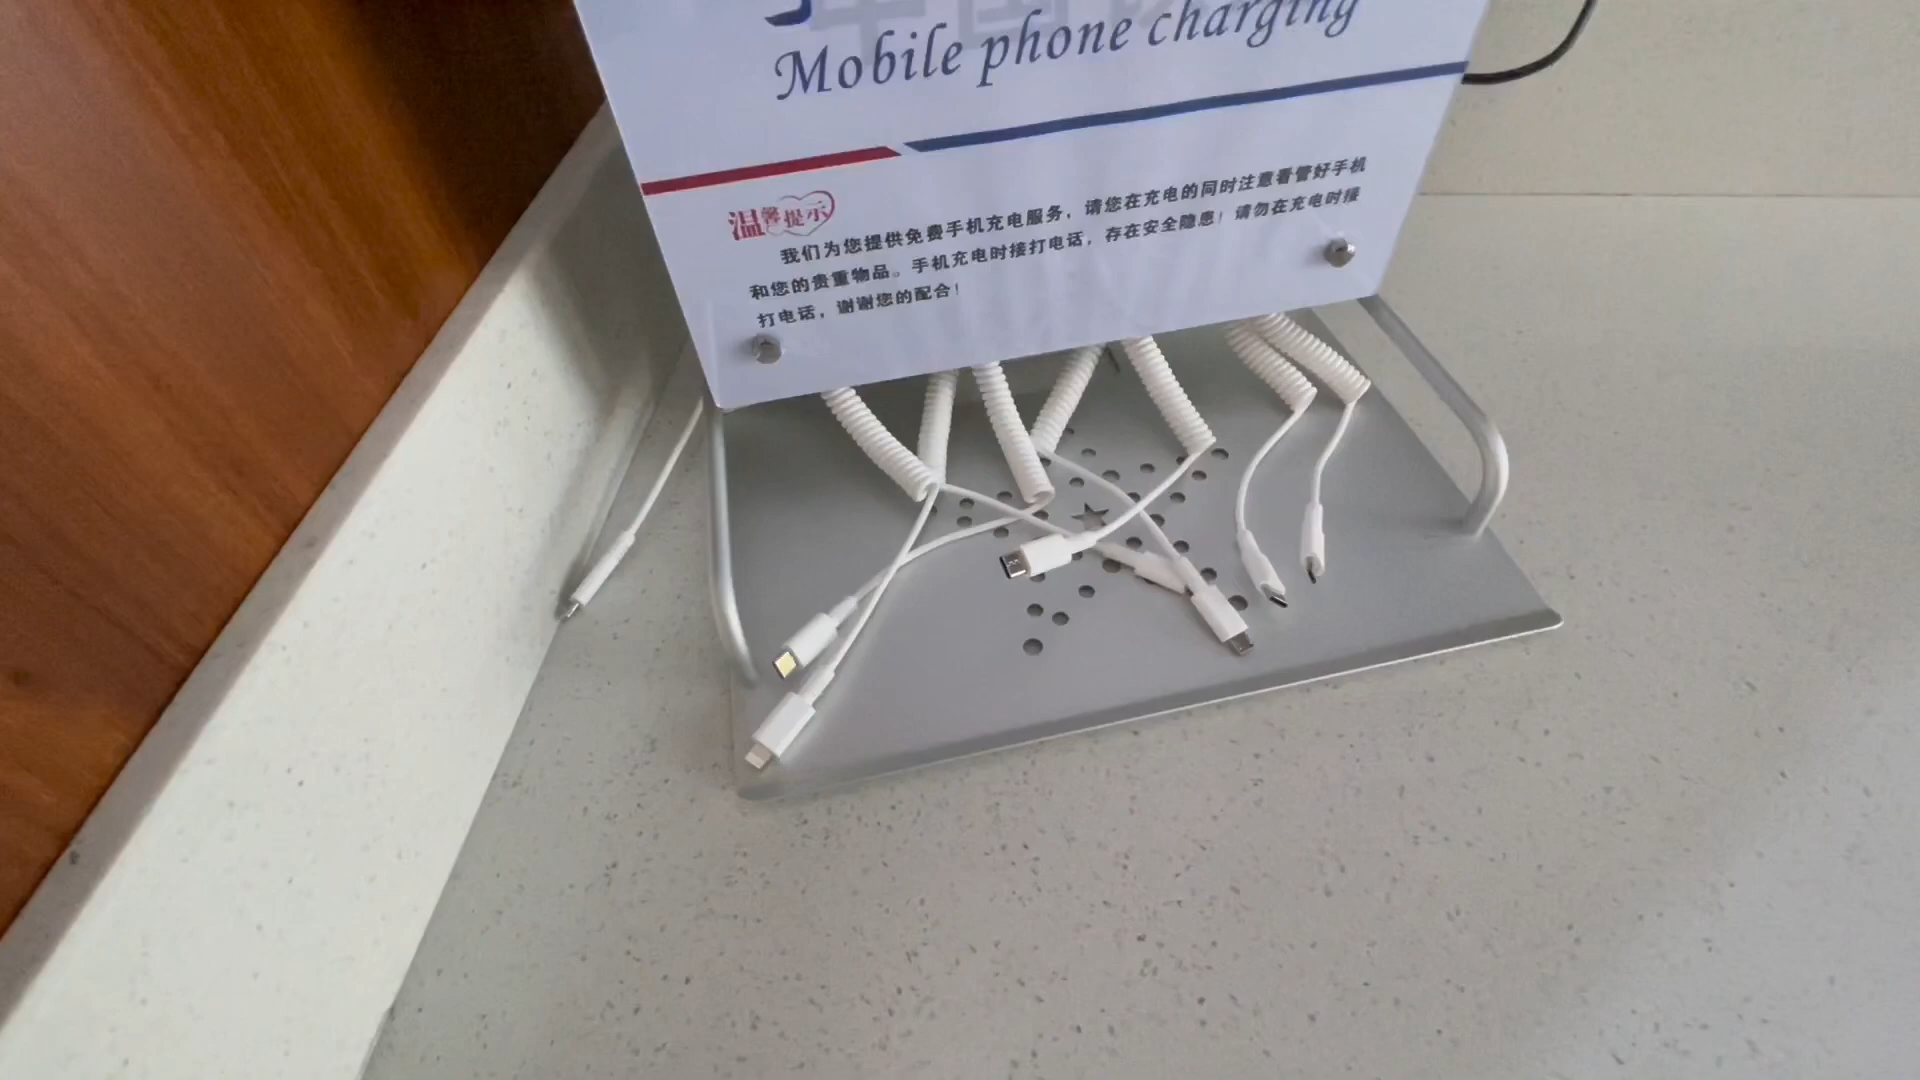 Mobile phone charging
温馨提示
我们为您提供免费手机充电服务，请您在充电的同时注意看管好手机
和您的贵重物品。手机充电时接打电话，存在安全隐患！请勿在充电时接
打电话，谢谢您的配合！